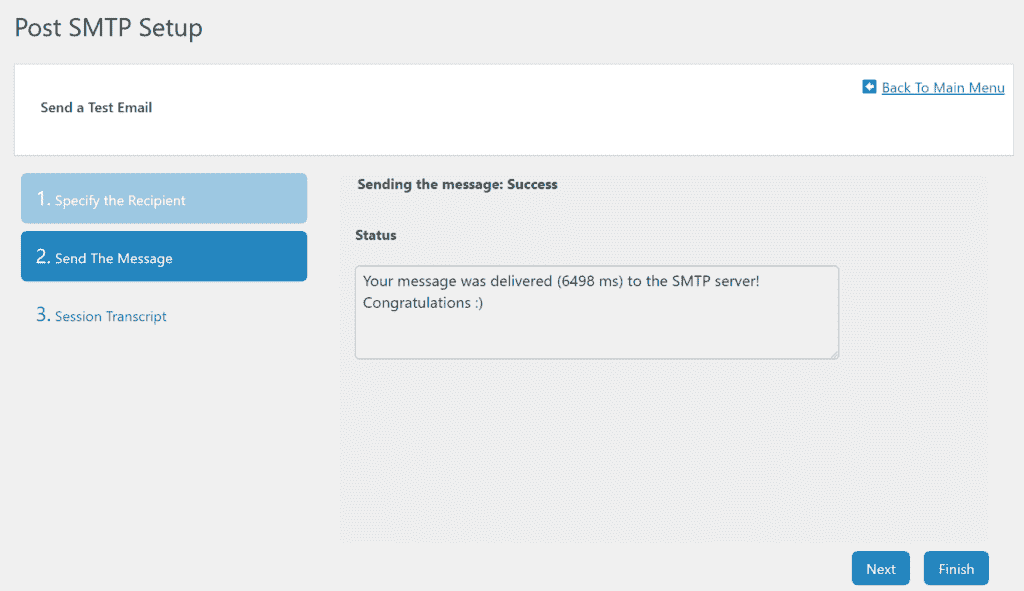 Post SMTP Setup
Back To Main Menu
Send a Test Email
1. Specify the Recipient
2. Send The Message
3. Session Transcript
Sending the message: Success
Status
Your message was delivered (6498 ms) to the SMTP server!
Congratulations :)
Next
Finish